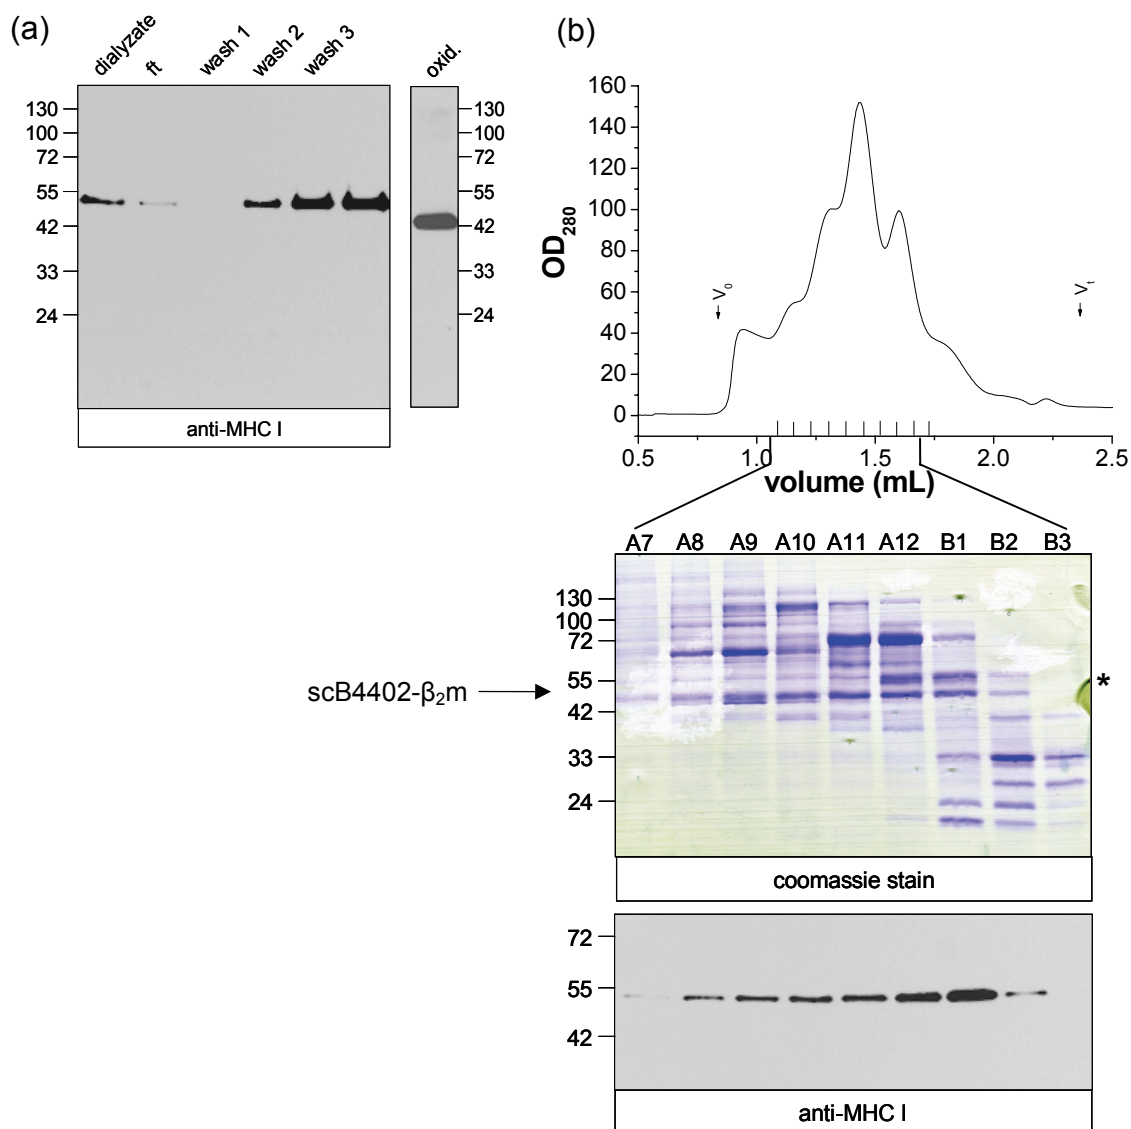 (a)
dialyzate ft wash 1 wash 2 wash 3 oxid.
130 130
100 100
72 72
55 55
42 42
33 33
24 24
anti-MHC I
(b)
160
140
120
100
80
60
40
20
0
OD280
V0
Vt
0.5 1.0 1.5 2.0 2.5
volume (mL)
A7 A8 A9 A10 A11 A12 B1 B2 B3
130
100
72
55
42
33
24
scB4402-β2m
*
coomassie stain
72
55
42
anti-MHC I